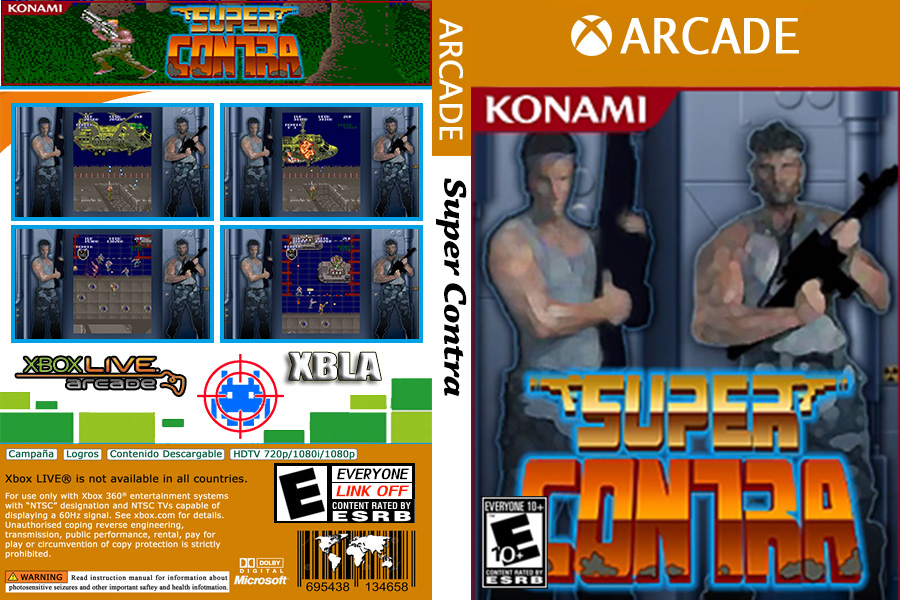 KONAMI
SUPER
CONTRA
XBOX LIVE
arcade
XBLA
Campaña
Logros
Contenido Descargable
HDTV 720p/1080i/1080p
Xbox LIVE® is not available in all countries.
For use only with Xbox 360® entertainment systems
with "NTSC" designation and NTSC TVs capable of
displaying a 60Hz signal. See xbox.com for details.
Unauthorised coping reverse engineering,
transmission, public performance, rental, pay for
play or circumvention of copy protection is strictly
prohibited.
WARNING Read instruction manual for information about
photosensitive seizures and other important saftey and health infotmation.
E
EVERYONE
LINK OFF
CONTENT RATED BY
ESRB
DOLBY
DIGITAL
Microsoft
695438 134658
ARCADE
Super Contra
ARCADE
KONAMI
SUPER
CONTRA
EVERYONE 10+
E
10+
CONTENT RATED BY
ESRB